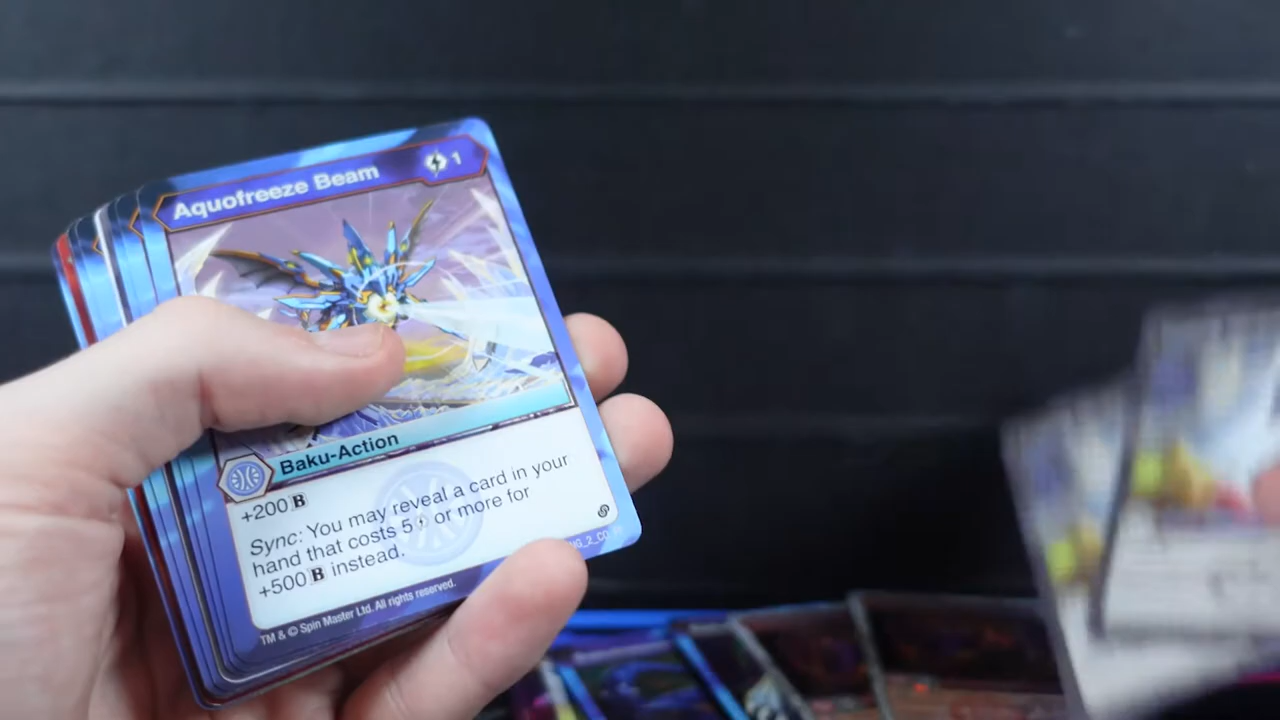 Aquofreeze Beam 1
Baku-Action
+200 B
Sync: You may reveal a card in your
hand that costs 5 or more for
+500 B instead.
TM & © Spin Master Ltd. All rights reserved.